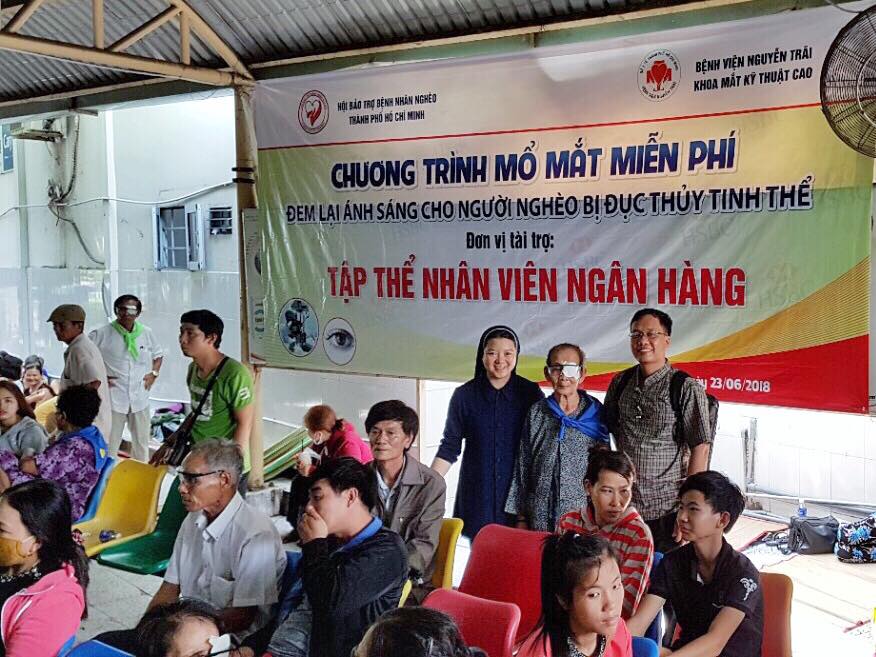 HỘI BẢO TRỢ BỆNH NHÂN NGHÈO
THÀNH PHỐ HỒ CHÍ MINH
BỆNH VIỆN NGUYỄN TRÃI
KHOA MẮT KỸ THUẬT CAO
CHƯƠNG TRÌNH MỔ MẮT MIỄN PHÍ
ĐEM LẠI ÁNH SÁNG CHO NGƯỜI NGHÈO BỊ ĐỤC THỦY TINH THỂ
Đơn vị tài trợ:
TẬP THỂ NHÂN VIÊN NGÂN HÀNG
23/06/2018